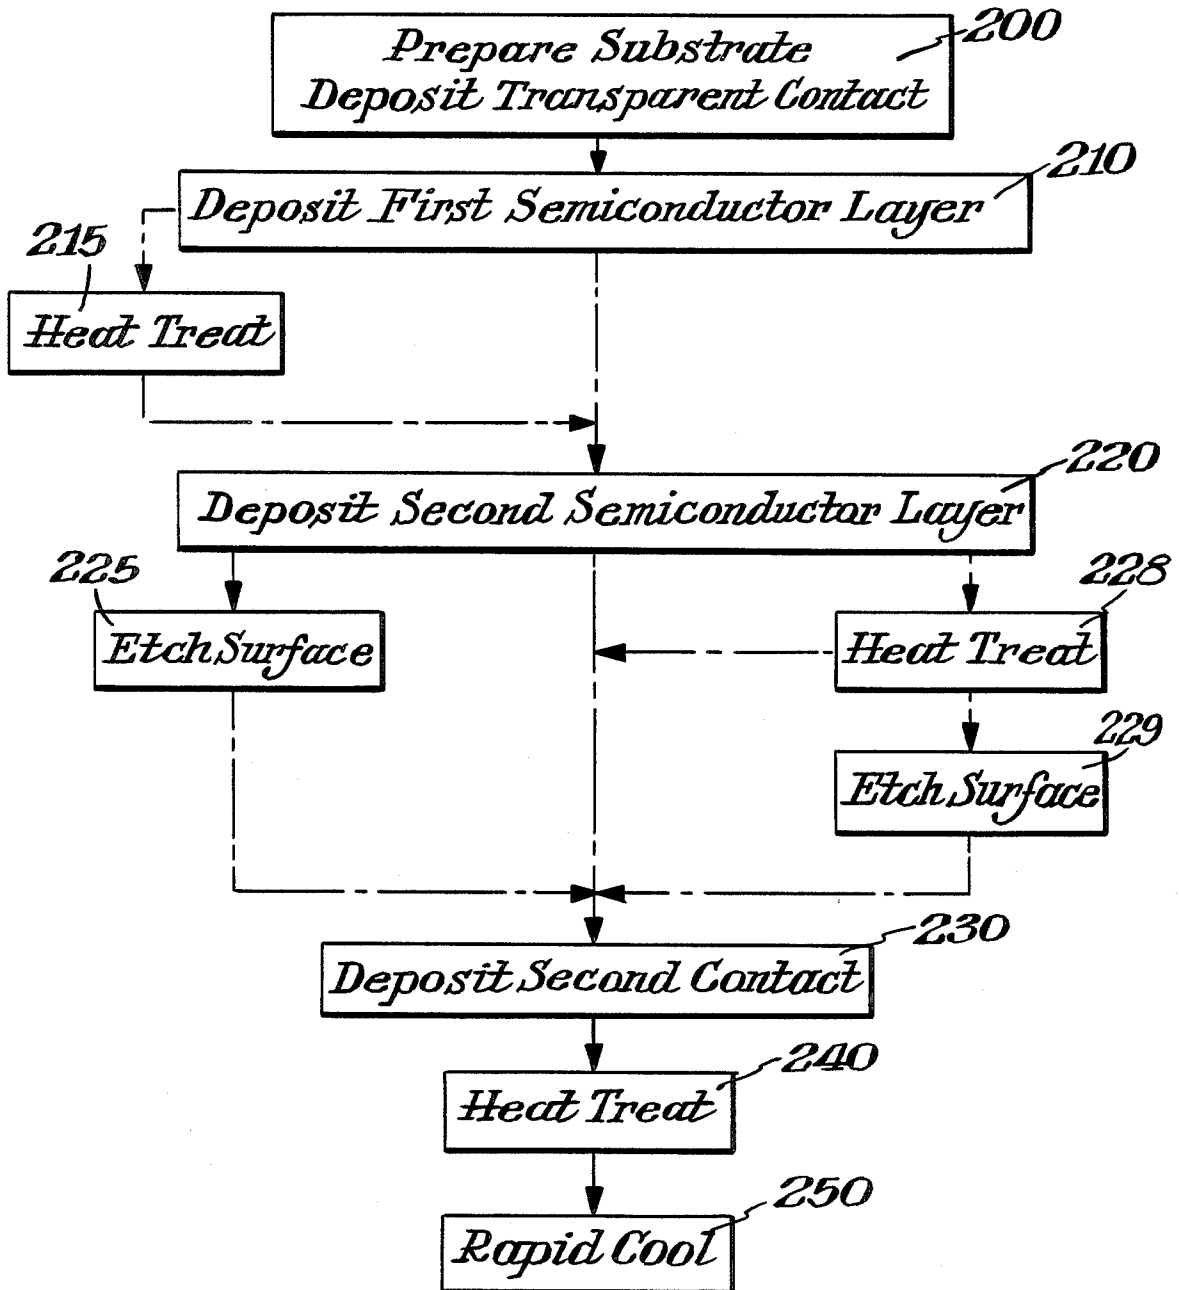 200
Prepare Substrate
Deposit Transparent Contact
210
Deposit First Semiconductor Layer
215
Heat Treat
220
Deposit Second Semiconductor Layer
225
Etch Surface
228
Heat Treat
229
Etch Surface
230
Deposit Second Contact
240
Heat Treat
250
Rapid Cool